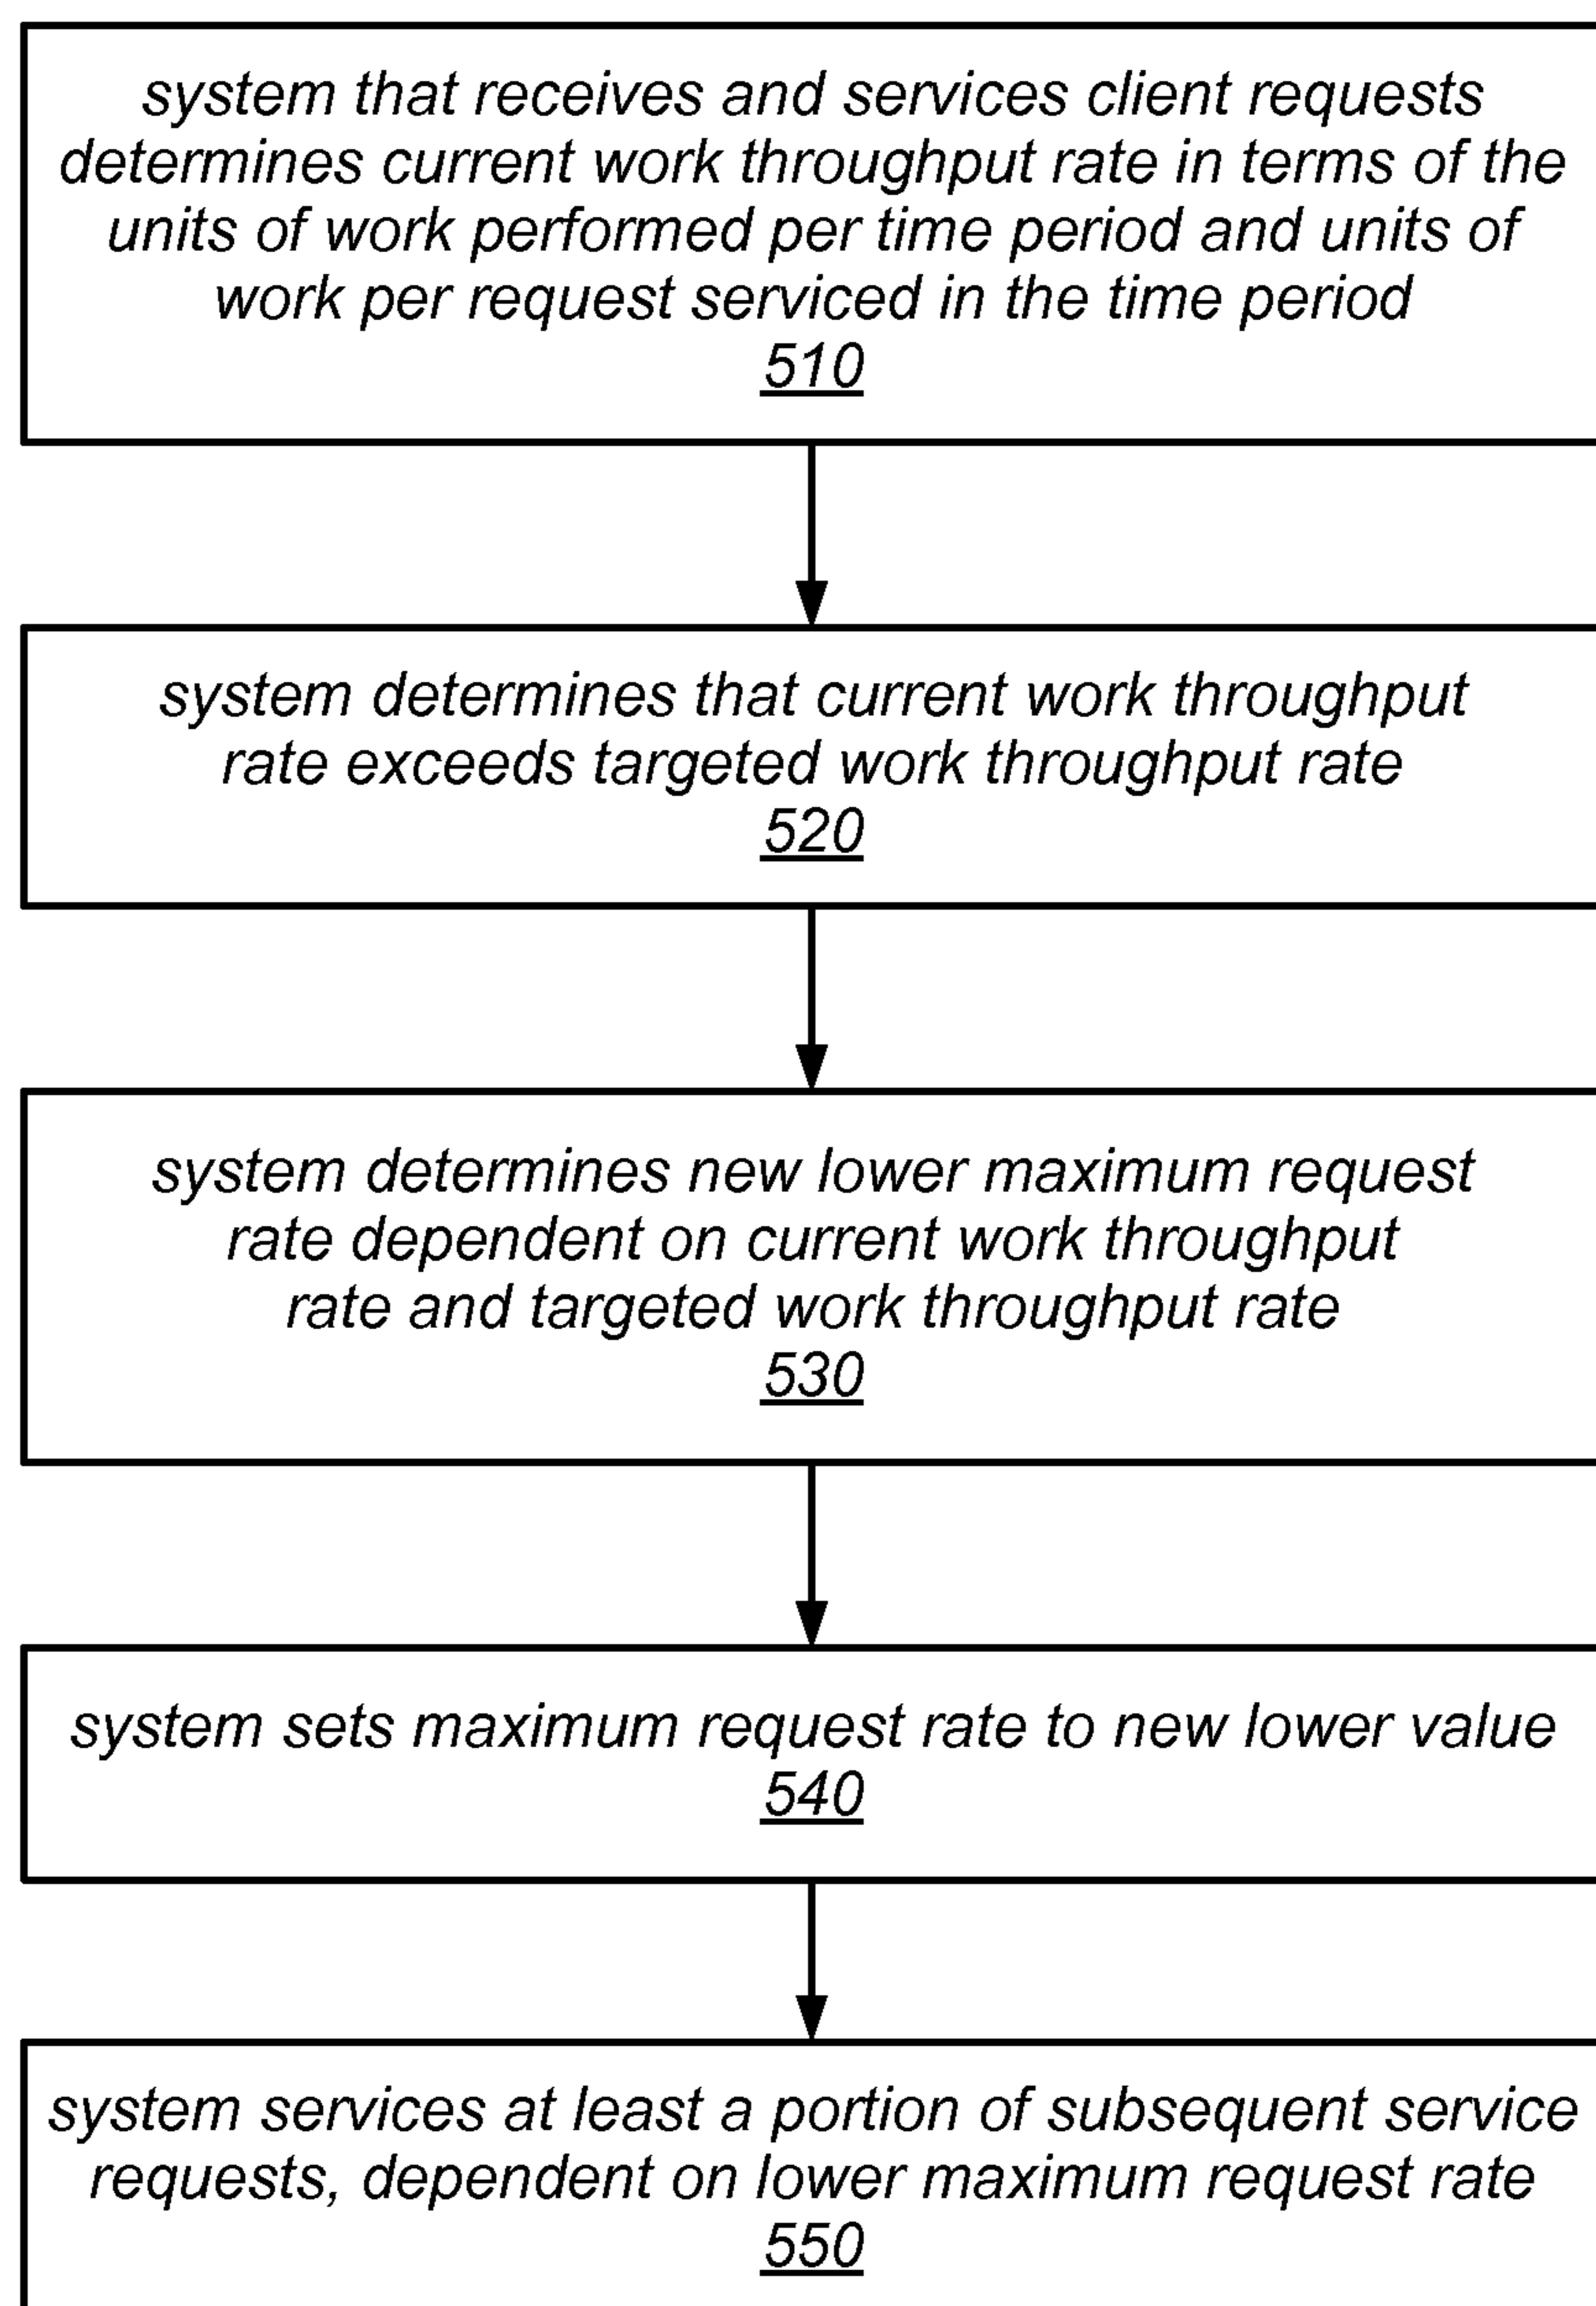 system that receives and services client requests
determines current work throughput rate in terms of the
units of work performed per time period and units of
work per request serviced in the time period
510
system determines that current work throughput
rate exceeds targeted work throughput rate
520
system determines new lower maximum request
rate dependent on current work throughput
rate and targeted work throughput rate
530
system sets maximum request rate to new lower value
540
system services at least a portion of subsequent service
requests, dependent on lower maximum request rate
550